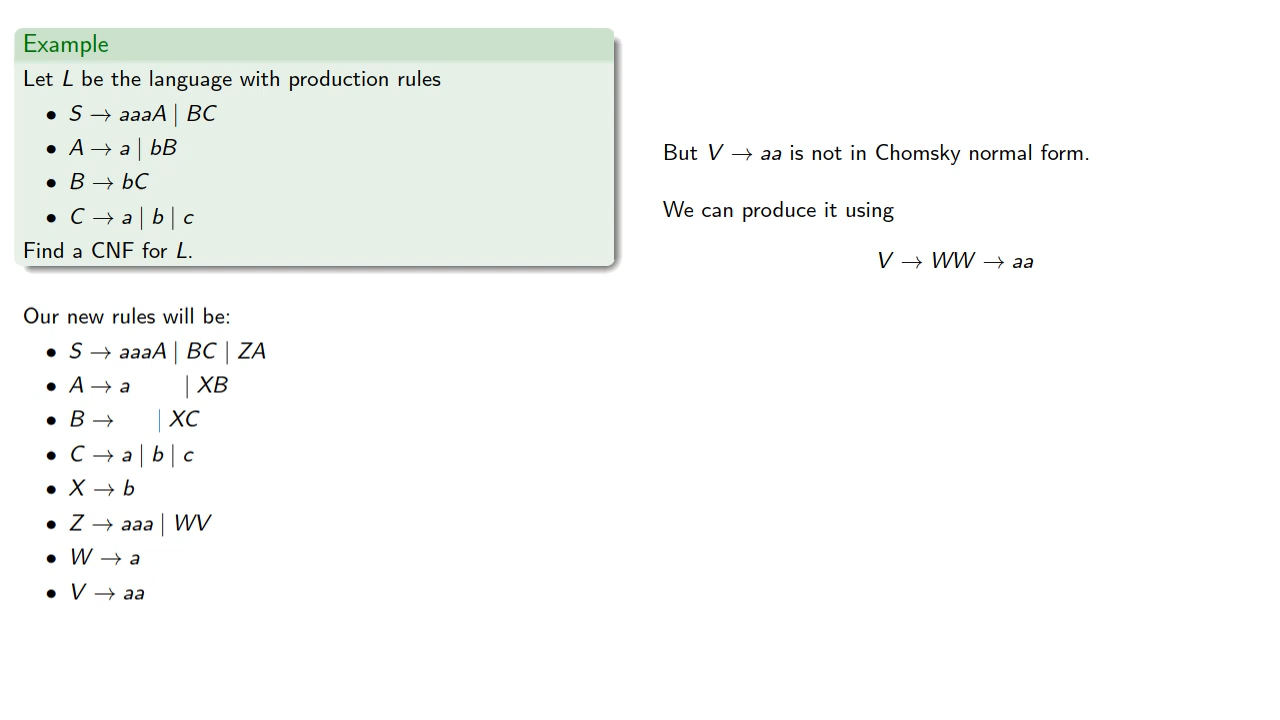 Example
Let L be the language with production rules
• S → aaaA | BC
• A → a | bB
• B → bC
• C → a | b | c
Find a CNF for L.
Our new rules will be:
• S → aaaA | BC | ZA
• A → a | XB
• B → | XC
• C → a | b | c
• X → b
• Z → aaa | WV
• W → a
• V → aa
But V → aa is not in Chomsky normal form.
We can produce it using
V → WW → aa